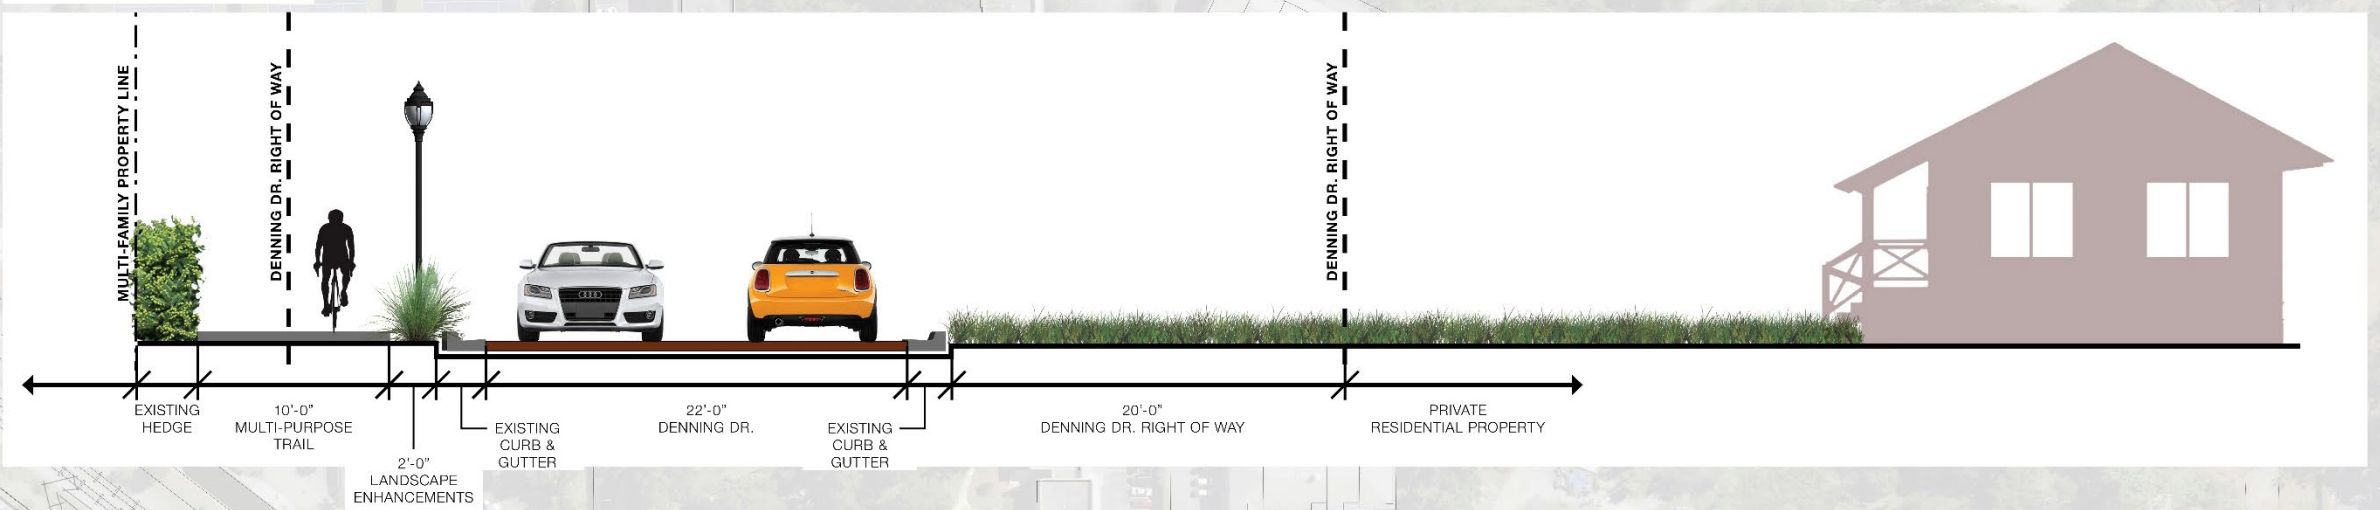 MULTI-FAMILY PROPERTY LINE
DENNING DR. RIGHT OF WAY
DENNING DR. RIGHT OF WAY
EXISTING
HEDGE
10'-0”
MULTI-PURPOSE
TRAIL
2'-0”
LANDSCAPE
ENHANCEMENTS
EXISTING
CURB &
GUTTER
22'-0”
DENNING DR.
EXISTING
CURB &
GUTTER
20'-0”
DENNING DR. RIGHT OF WAY
PRIVATE
RESIDENTIAL PROPERTY